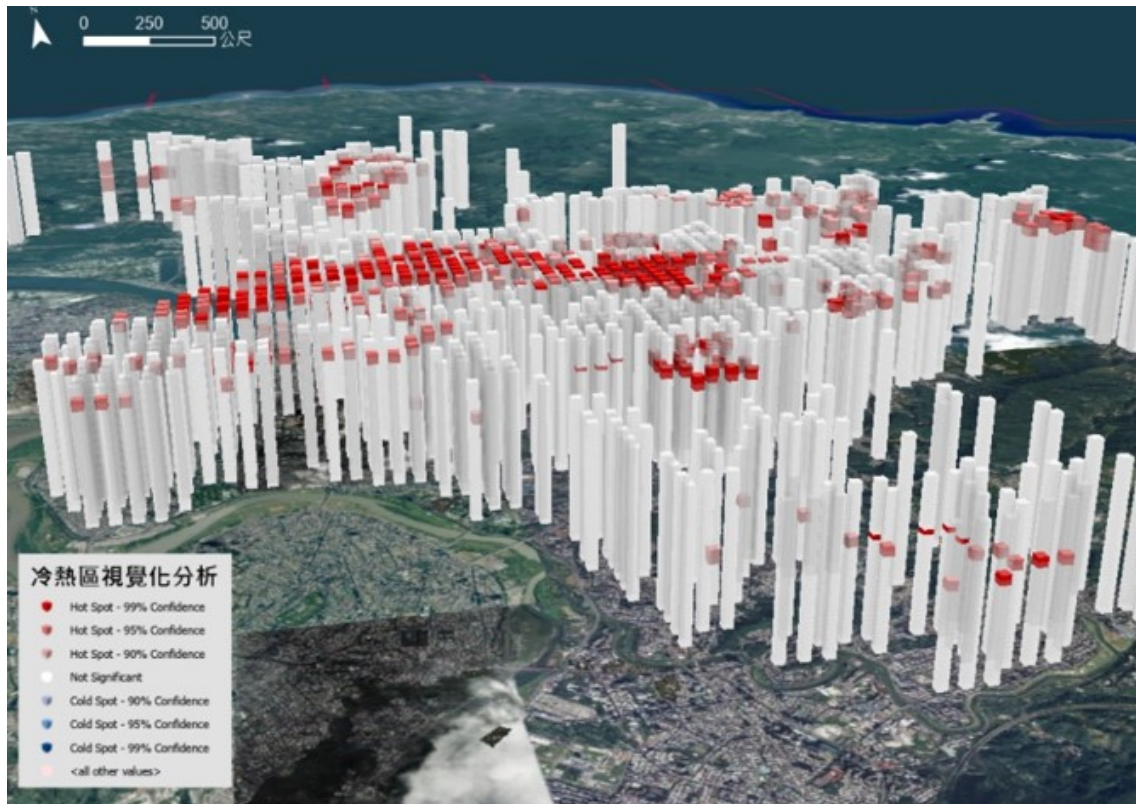 N
0 250 500
公尺
冷熱區視覺化分析
Hot Spot - 99% Confidence
Hot Spot - 95% Confidence
Hot Spot - 90% Confidence
Not Significant
Cold Spot - 90% Confidence
Cold Spot - 95% Confidence
Cold Spot - 99% Confidence
<all other values>